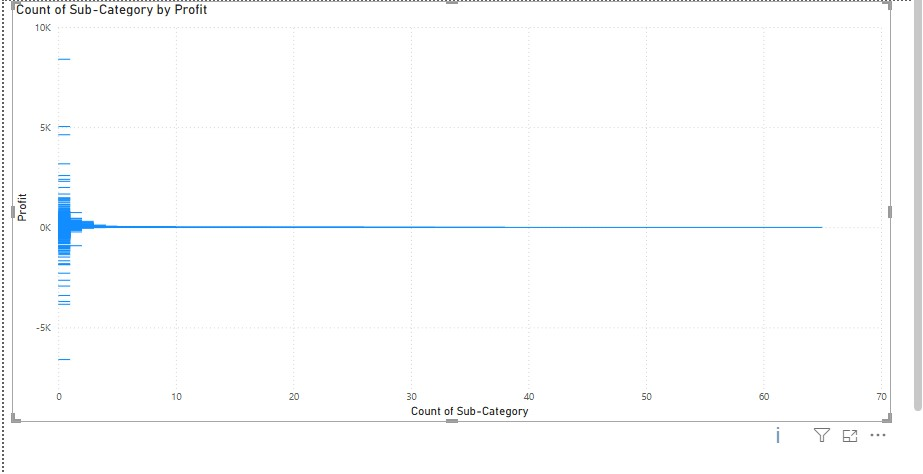 Count of Sub-Category by Profit
10K
5K
0K
-5K
Profit
0 10 20 30 40 50 60 70
Count of Sub-Category